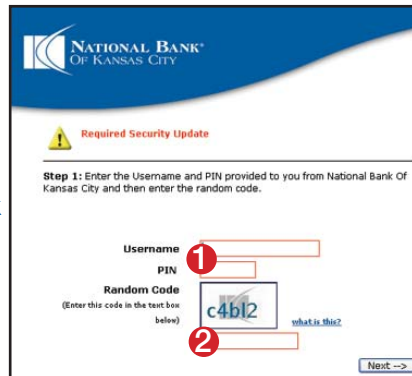 NATIONAL BANK
OF KANSAS CITY
Required Security Update
Step 1: Enter the Username and PIN provided to you from National Bank Of
Kansas City and then enter the random code.
Username
1
PIN
Random Code
(Enter this code in the text box
below)
c4bl2
what is this?
2
Next -->